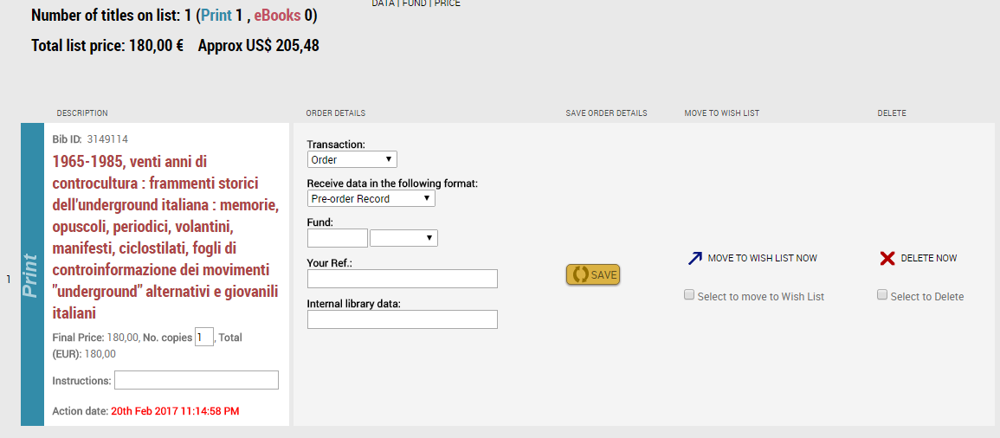 DATA | FUND | PRICE
Number of titles on list: 1 (Print 1 , eBooks 0)
Total list price: 180,00 € Approx US$ 205,48
DESCRIPTION
ORDER DETAILS
SAVE ORDER DETAILS
MOVE TO WISH LIST
DELETE
1
Print
Bib ID: 3149114
1965-1985, venti anni di
controcultura : frammenti storici
dell'underground italiana : memorie,
opuscoli, periodici, volantini,
manifesti, ciclostilati, fogli di
controinformazione dei movimenti
"underground" alternativi e giovanili
italiani
Final Price: 180,00, No. copies 1, Total
(EUR): 180,00
Instructions:
Action date: 20th Feb 2017 11:14:58 PM
Transaction:
Order
Receive data in the following format:
Pre-order Record
Fund:
Your Ref.:
Internal library data:
SAVE
MOVE TO WISH LIST NOW
Select to move to Wish List
DELETE NOW
Select to Delete